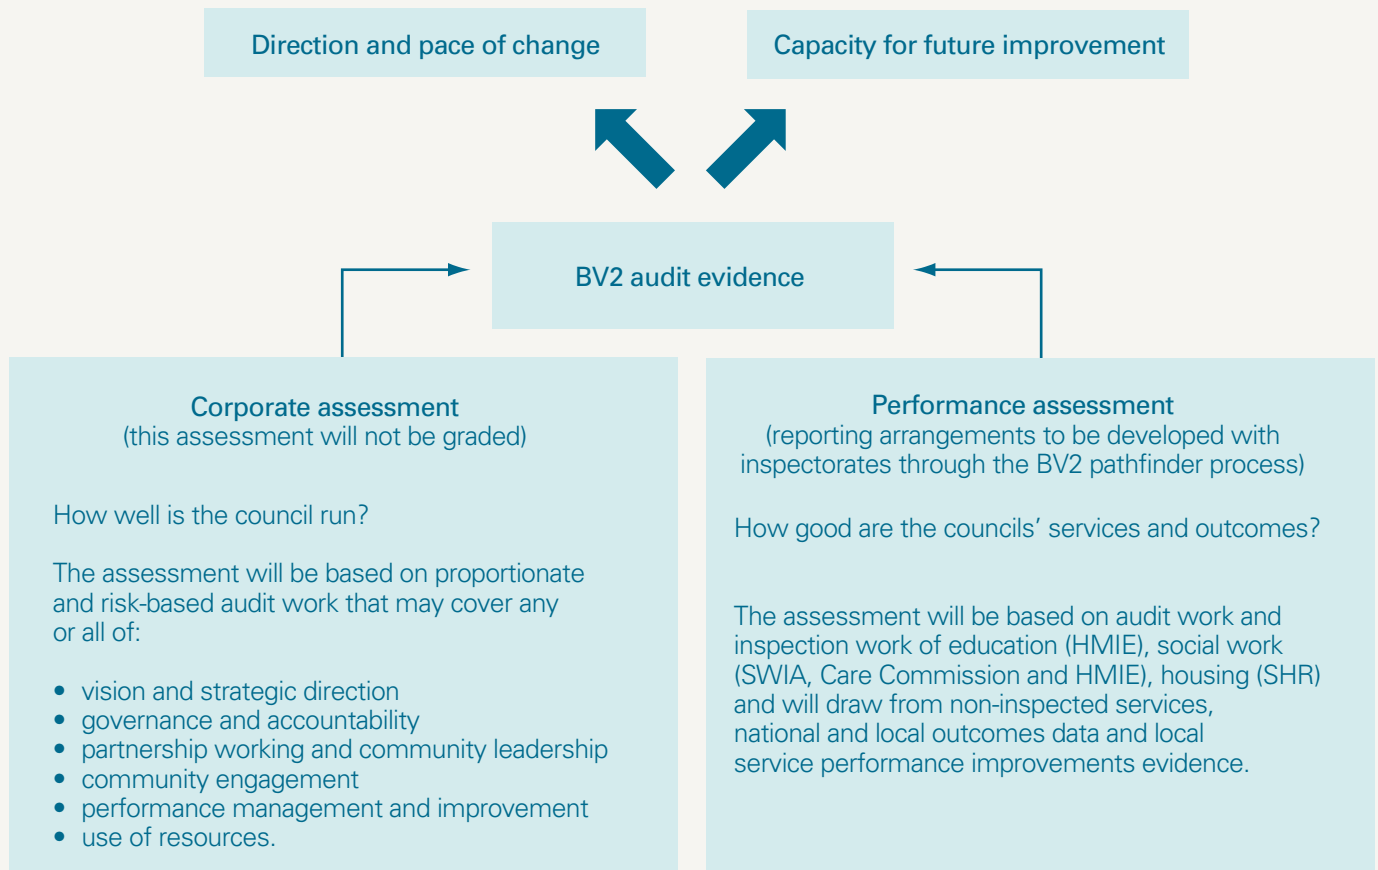 Direction and pace of change
Capacity for future improvement
BV2 audit evidence
Corporate assessment
(this assessment will not be graded)
How well is the council run?
The assessment will be based on proportionate
and risk-based audit work that may cover any
or all of:
• vision and strategic direction
• governance and accountability
• partnership working and community leadership
• community engagement
• performance management and improvement
• use of resources.
Performance assessment
(reporting arrangements to be developed with
inspectorates through the BV2 pathfinder process)
How good are the councils’ services and outcomes?
The assessment will be based on audit work and
inspection work of education (HMIE), social work
(SWIA, Care Commission and HMIE), housing (SHR)
and will draw from non-inspected services,
national and local outcomes data and local
service performance improvements evidence.